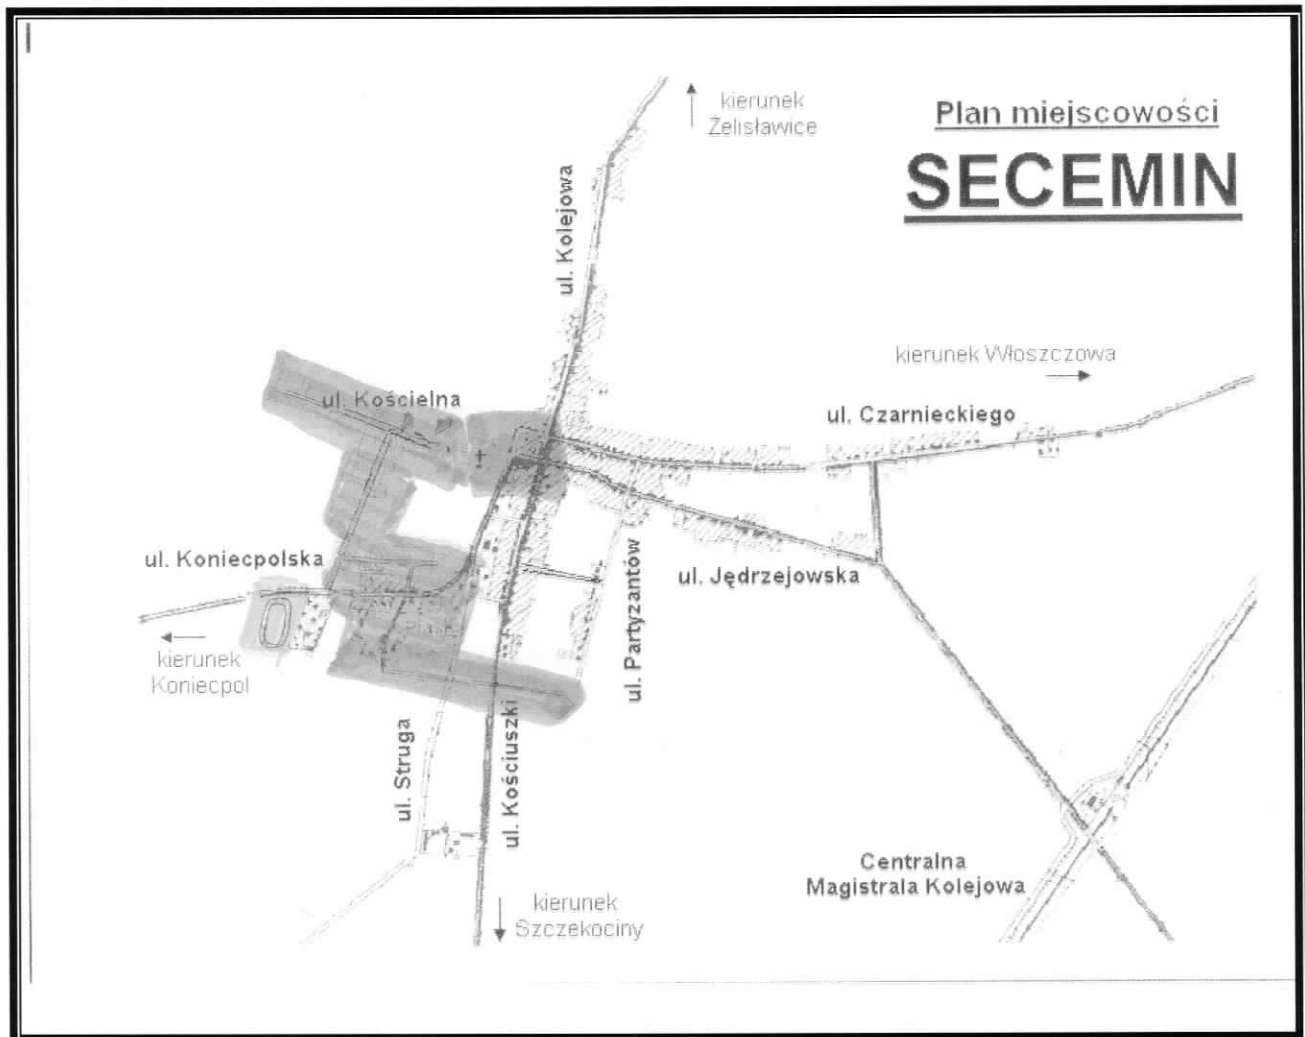 kierunek
Żelisławice
Plan miejscowości
SECEMIN
ul. Kolejowa
kierunek Włoszczowa
ul. Kościelna
ul. Czarnieckiego
ul. Koniecpolska
ul. Jędrzejowska
ul. Partyzantów
kierunek
Koniecpol
ul. Struga
ul. Kościuszki
Centralna
Magistrala Kolejowa
kierunek
Szczekociny